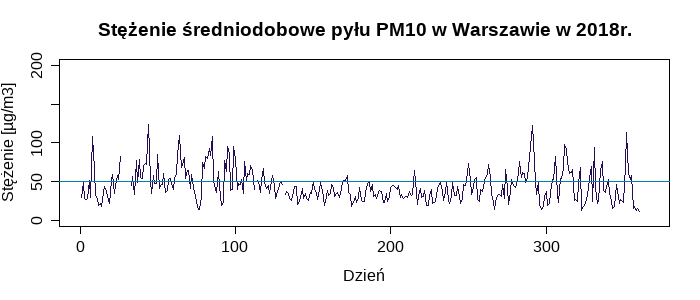 Stężenie średniodobowe pyłu PM10 w Warszawie w 2018r.
Stężenie [µg/m3]
200
100
50
0
0 100 200 300
Dzień